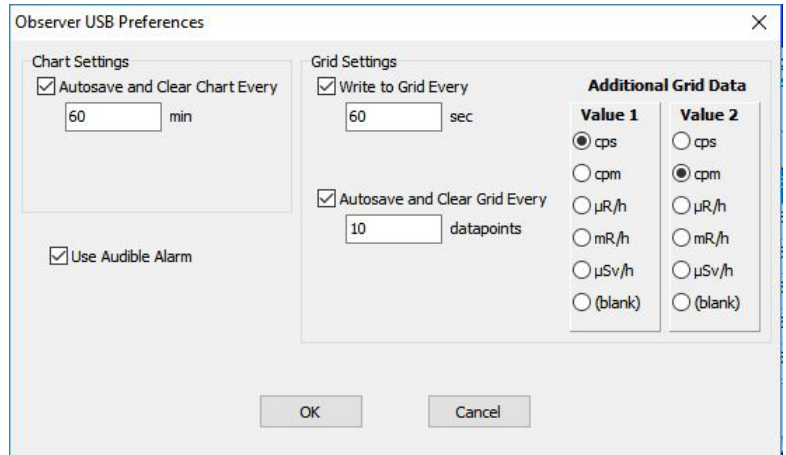 Observer USB Preferences
Chart Settings
Autosave and Clear Chart Every
60 min
Use Audible Alarm
Grid Settings
Write to Grid Every
60 sec
Autosave and Clear Grid Every
10 datapoints
Additional Grid Data
Value 1
cps
cpm
µR/h
mR/h
µSv/h
(blank)
Value 2
cps
cpm
µR/h
mR/h
µSv/h
(blank)
OK Cancel